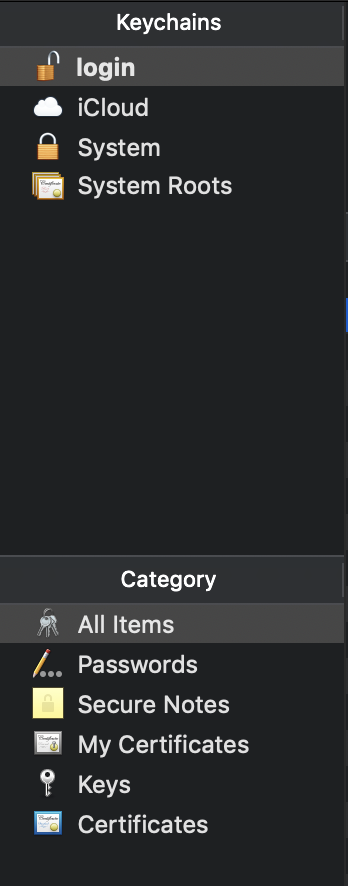 Keychains
login
iCloud
System
System Roots
Category
All Items
Passwords
Secure Notes
My Certificates
Keys
Certificates